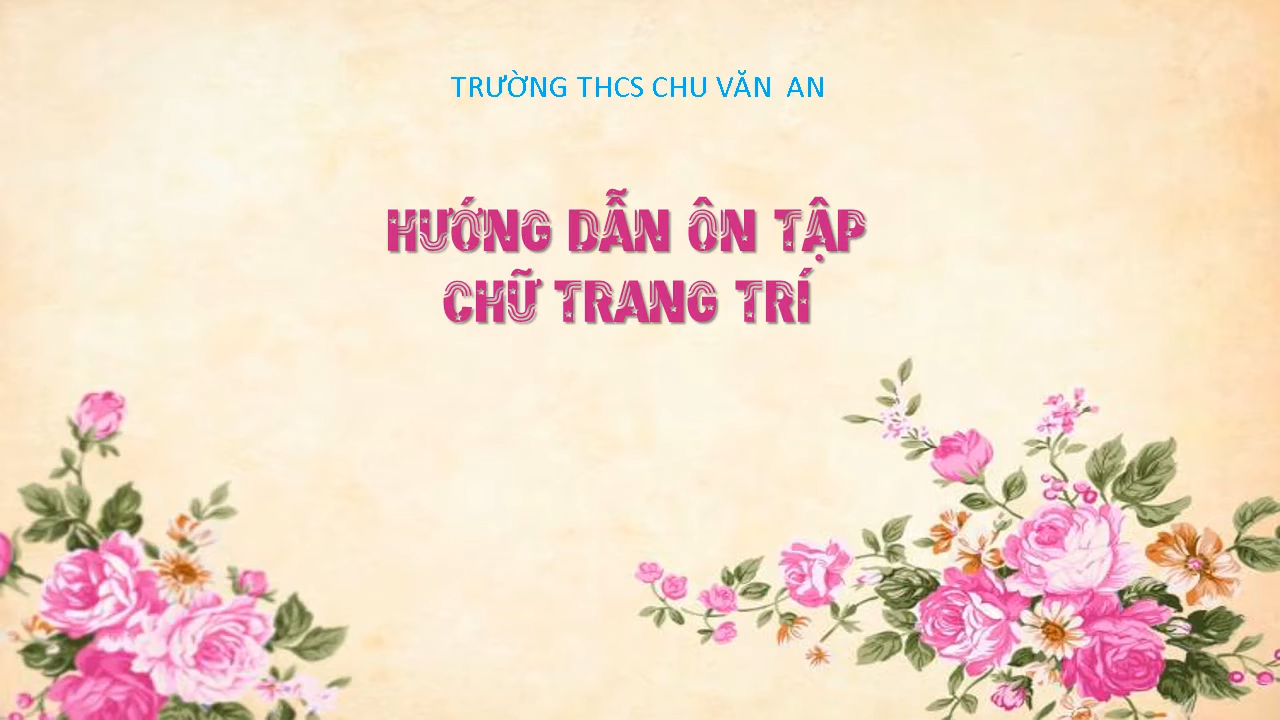 TRƯỜNG THCS CHU VĂN AN
HƯỚNG DẪN ÔN TẬP
CHỮ TRANG TRÍ